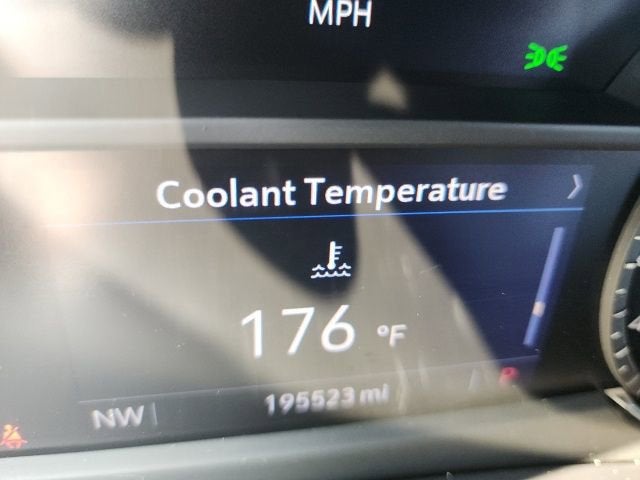 MPH
Coolant Temperature
176 °F
195523 mi
NW
P